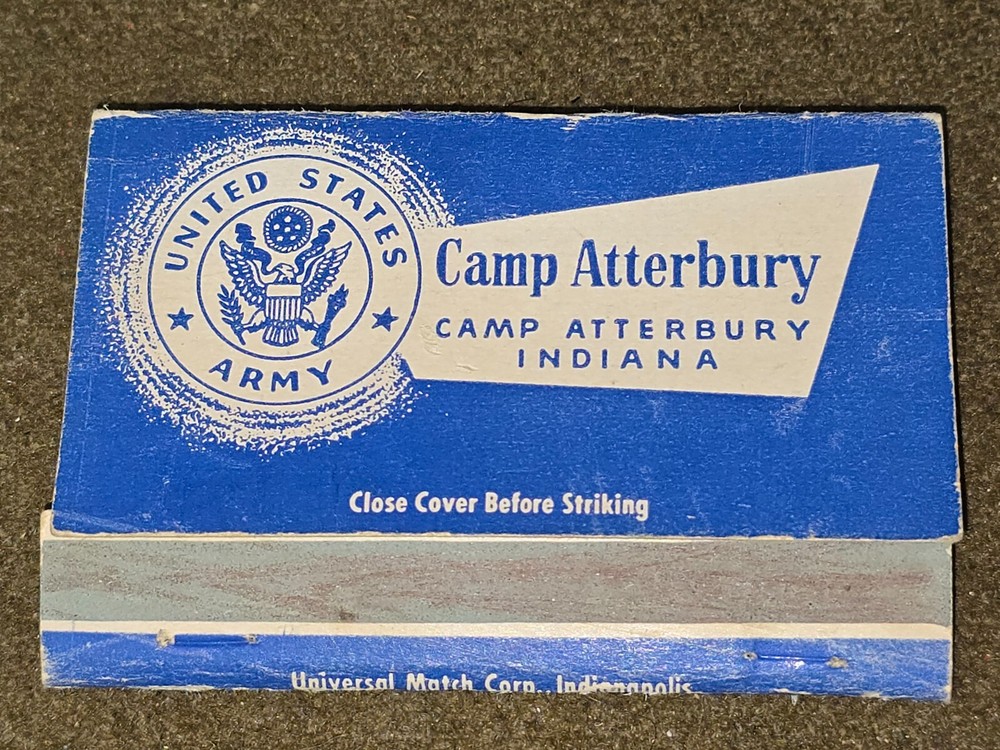 UNITED STATES
ARMY
Camp Atterbury
CAMP ATTERBURY
INDIANA
Close Cover Before Striking
Universal Match Corp., Indianapolis